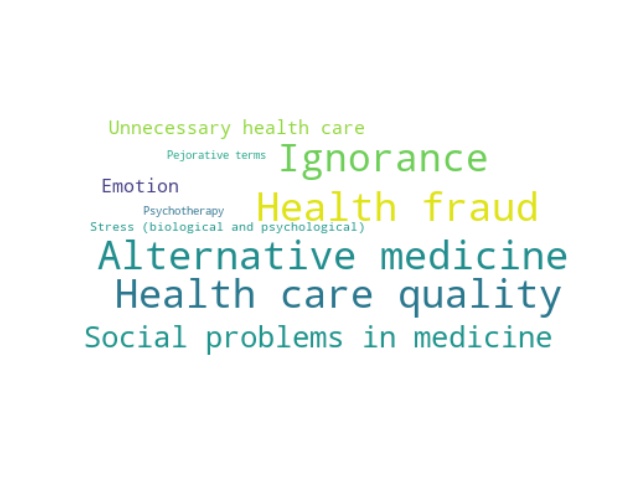 Unnecessary health care
Pejorative terms
Ignorance
Emotion
Psychotherapy
Health fraud
Stress (biological and psychological)
Alternative medicine
Health care quality
Social problems in medicine